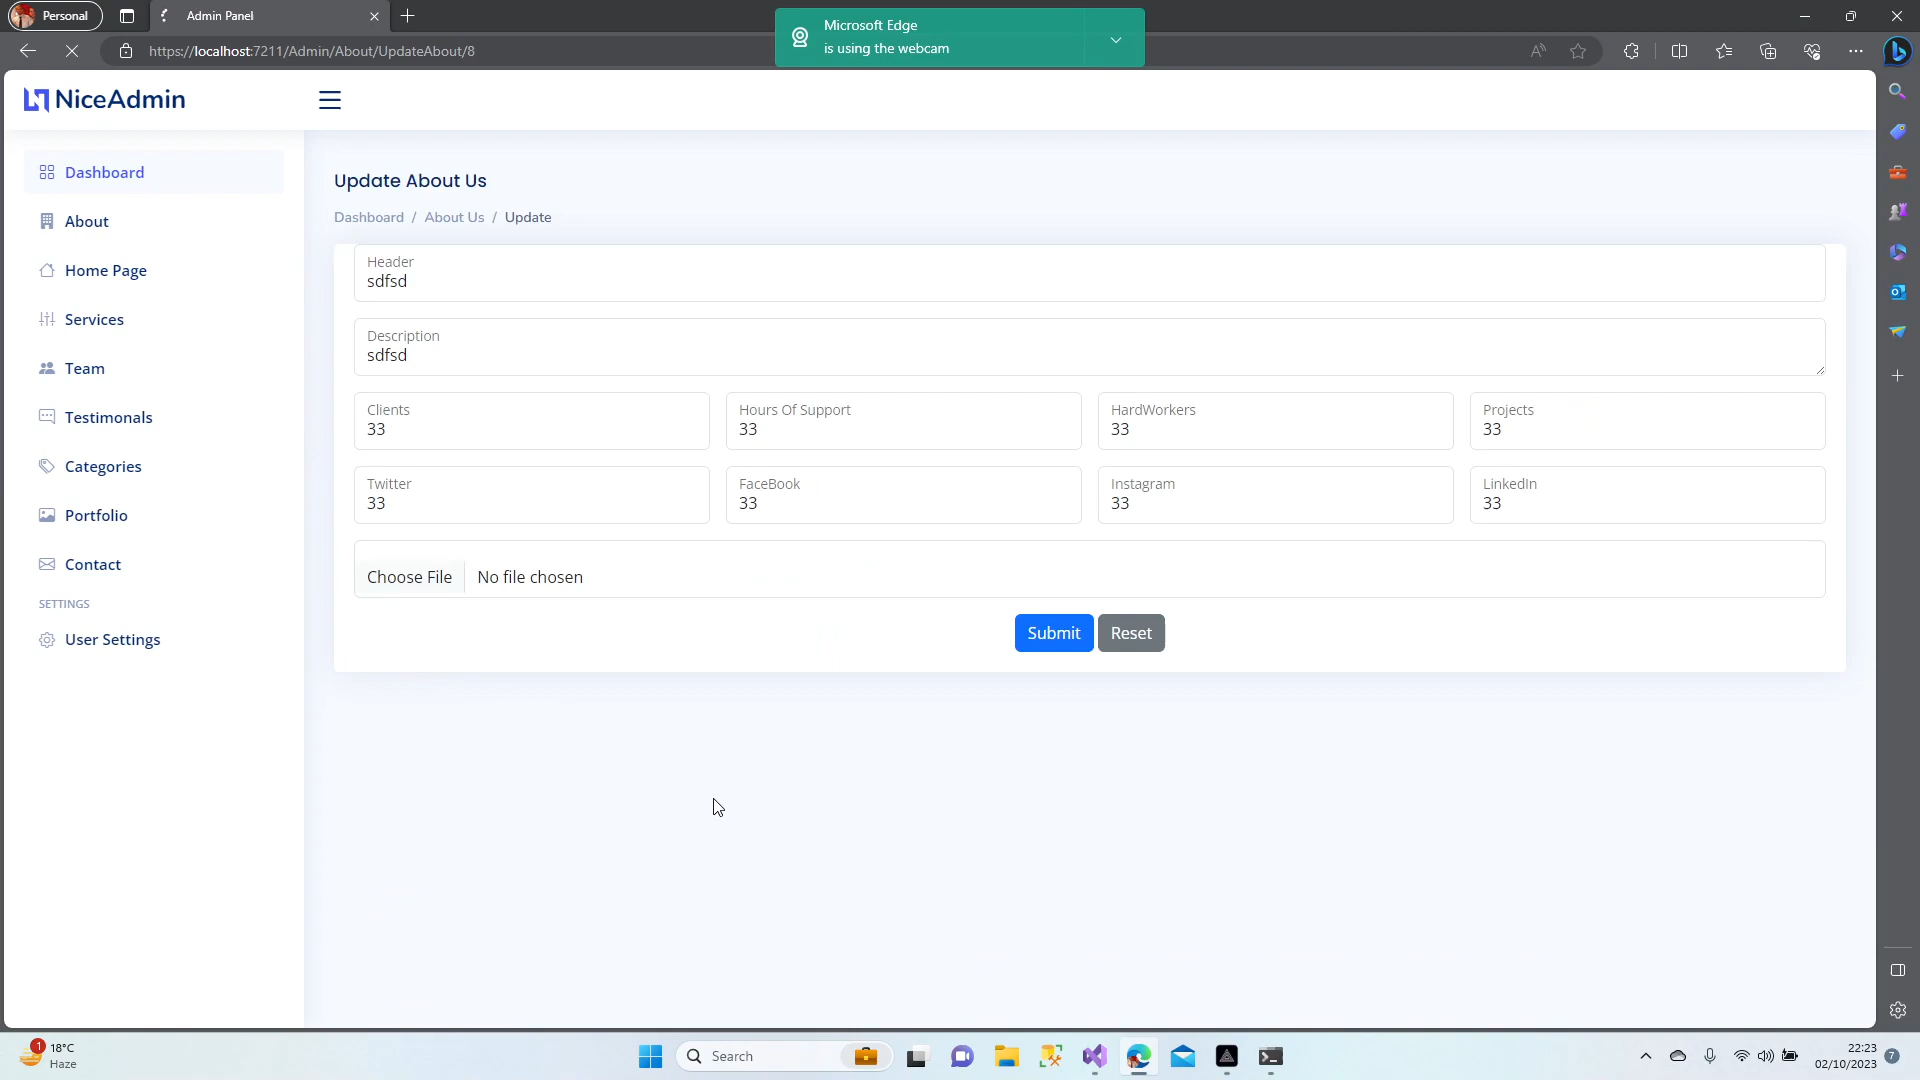 Personal
Admin Panel
Microsoft Edge
is using the webcam
https://localhost:7211/Admin/About/UpdateAbout/8
NiceAdmin
Dashboard
About
Home Page
Services
Team
Testimonals
Categories
Portfolio
Contact
SETTINGS
User Settings
Update About Us
Dashboard / About Us / Update
Header
sdfsd
Description
sdfsd
Clients
33
Hours Of Support
33
HardWorkers
33
Projects
33
Twitter
33
FaceBook
33
Instagram
33
LinkedIn
33
Choose File No file chosen
Submit Reset
1
18°C
Haze
Search
22:23
02/10/2023
7